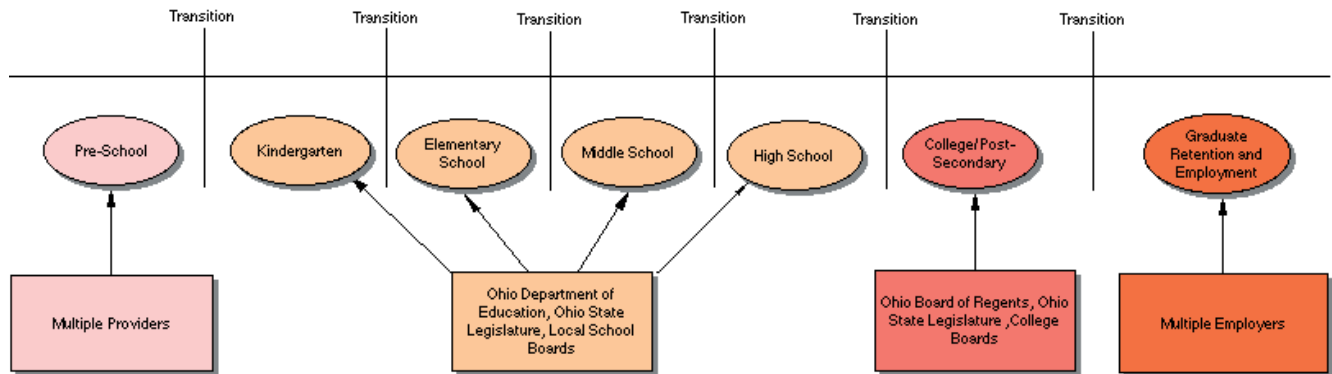 Transition
Transition
Transition
Transition
Transition
Transition
Pre-School
Kindergarten
Elementary
School
Middle School
High School
College/Post-
Secondary
Graduate
Retention and
Employment
Multiple Providers
Ohio Department of
Education, Ohio State
Legislature, Local School
Boards
Ohio Board of Regents, Ohio
State Legislature ,College
Boards
Multiple Employers